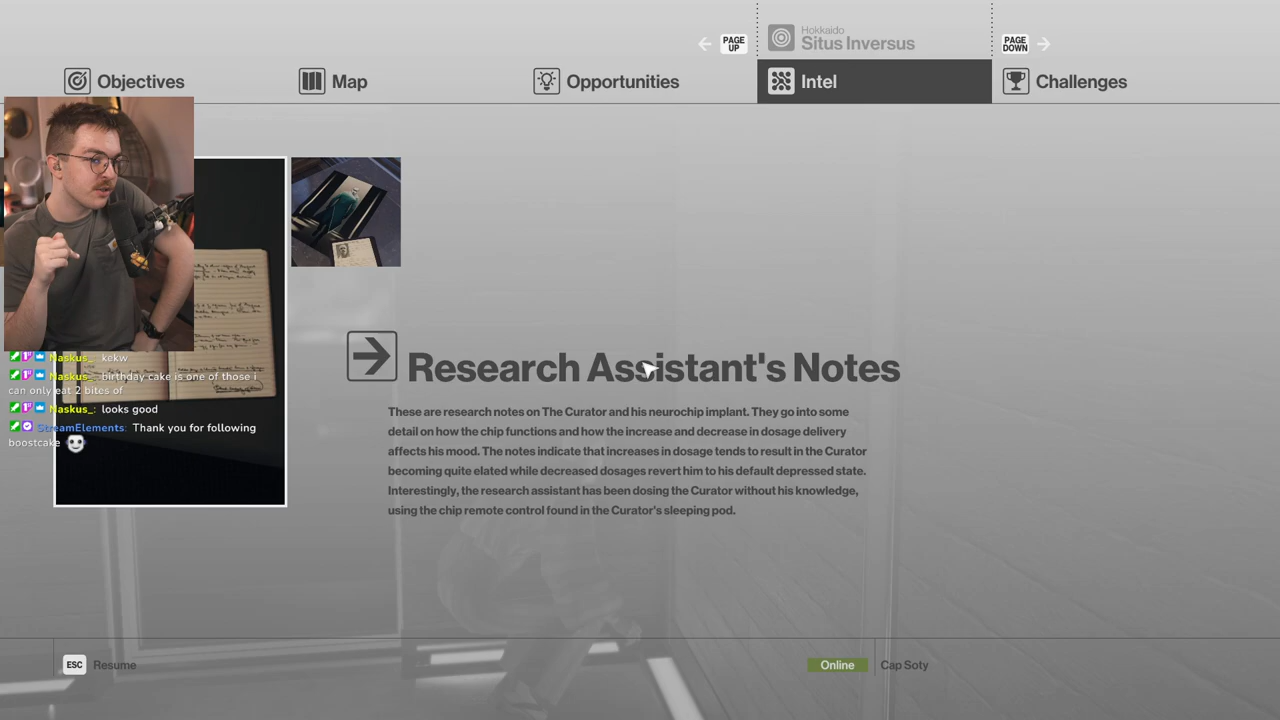 PAGE UP
Hokkaido
Situs Inversus
PAGE DOWN
Objectives
Map
Opportunities
Intel
Challenges
Research Assistant's Notes
These are research notes on The Curator and his neurochip implant. They go into some
detail on how the chip functions and how the increase and decrease in dosage delivery
affects his mood. The notes indicate that increases in dosage tends to result in the Curator
becoming quite elated while decreased dosages revert him to his default depressed state.
Interestingly, the research assistant has been dosing the Curator without his knowledge,
using the chip remote control found in the Curator's sleeping pod.
Naskus_: kekw
Naskus_: birthday cake is one of those i
can only eat 2 bites of
Naskus_: looks good
StreamElements: Thank you for following
boostcake
ESC Resume
Online
Cap Soty